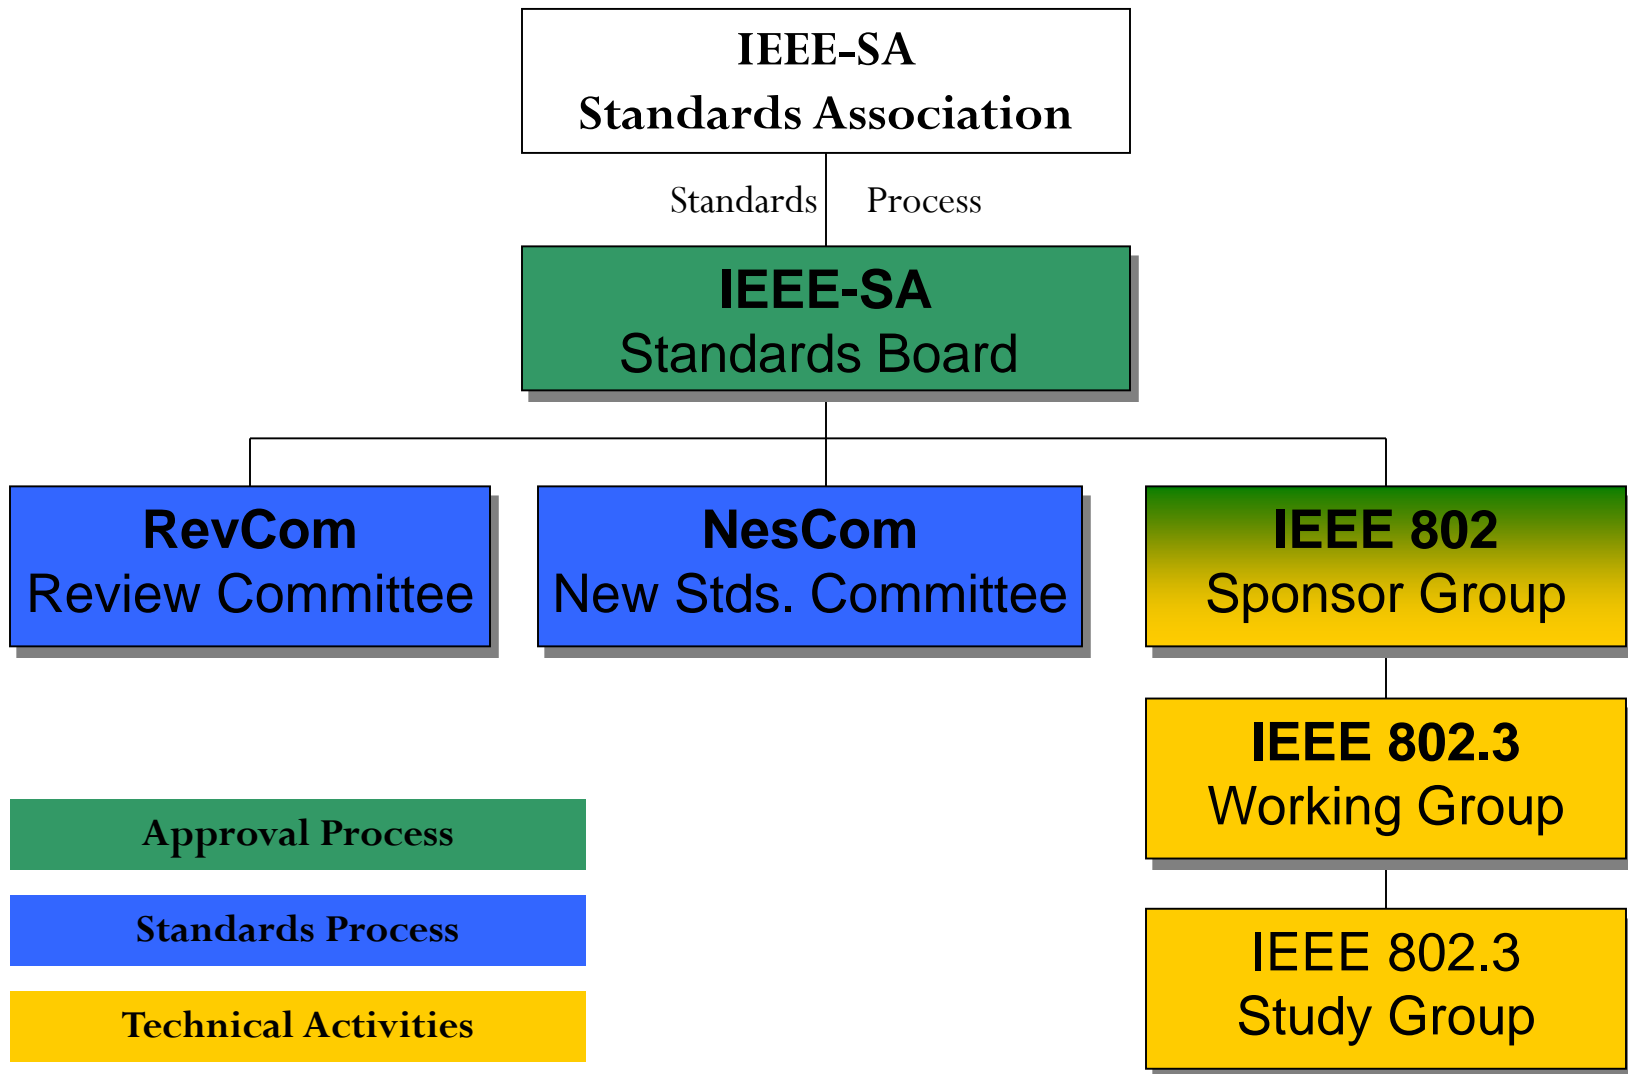 IEEE-SA
Standards Association
Standards Process
IEEE-SA
Standards Board
RevCom
Review Committee
NesCom
New Stds. Committee
IEEE 802
Sponsor Group
IEEE 802.3
Working Group
IEEE 802.3
Study Group
Approval Process
Standards Process
Technical Activities